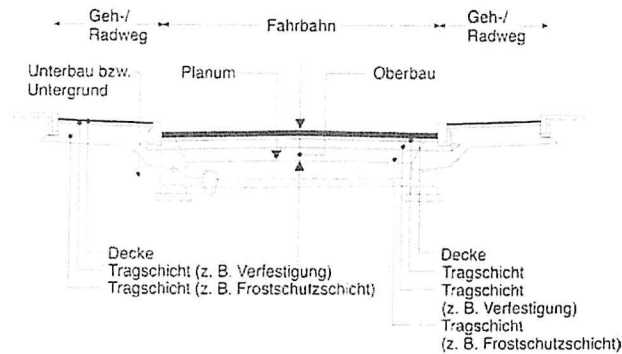 Geh-/
Radweg
Fahrbahn
Geh-/
Radweg
Unterbau bzw.
Untergrund
Planum
Oberbau
Decke
Tragschicht (z. B. Verfestigung)
Tragschicht (z. B. Frostschutzschicht)
Decke
Tragschicht
Tragschicht
(z. B. Verfestigung)
Tragschicht
(z. B. Frostschutzschicht)